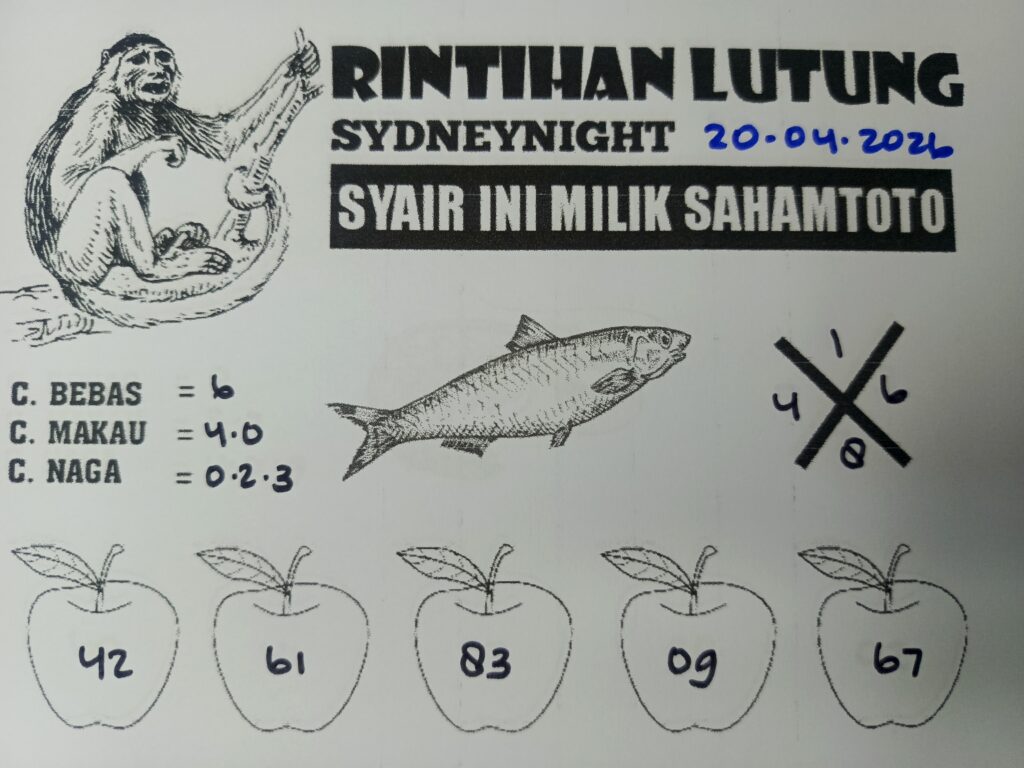 RINTIHAN LUTUNG
SYDNEYNIGHT 20.04.2026
SYAIR INI MILIK SAHAMTOTO
C. BEBAS = 6
C. MAKAU = 4.0
C. NAGA = 0.2.3
1
4 6
8
42 61 83 09 67